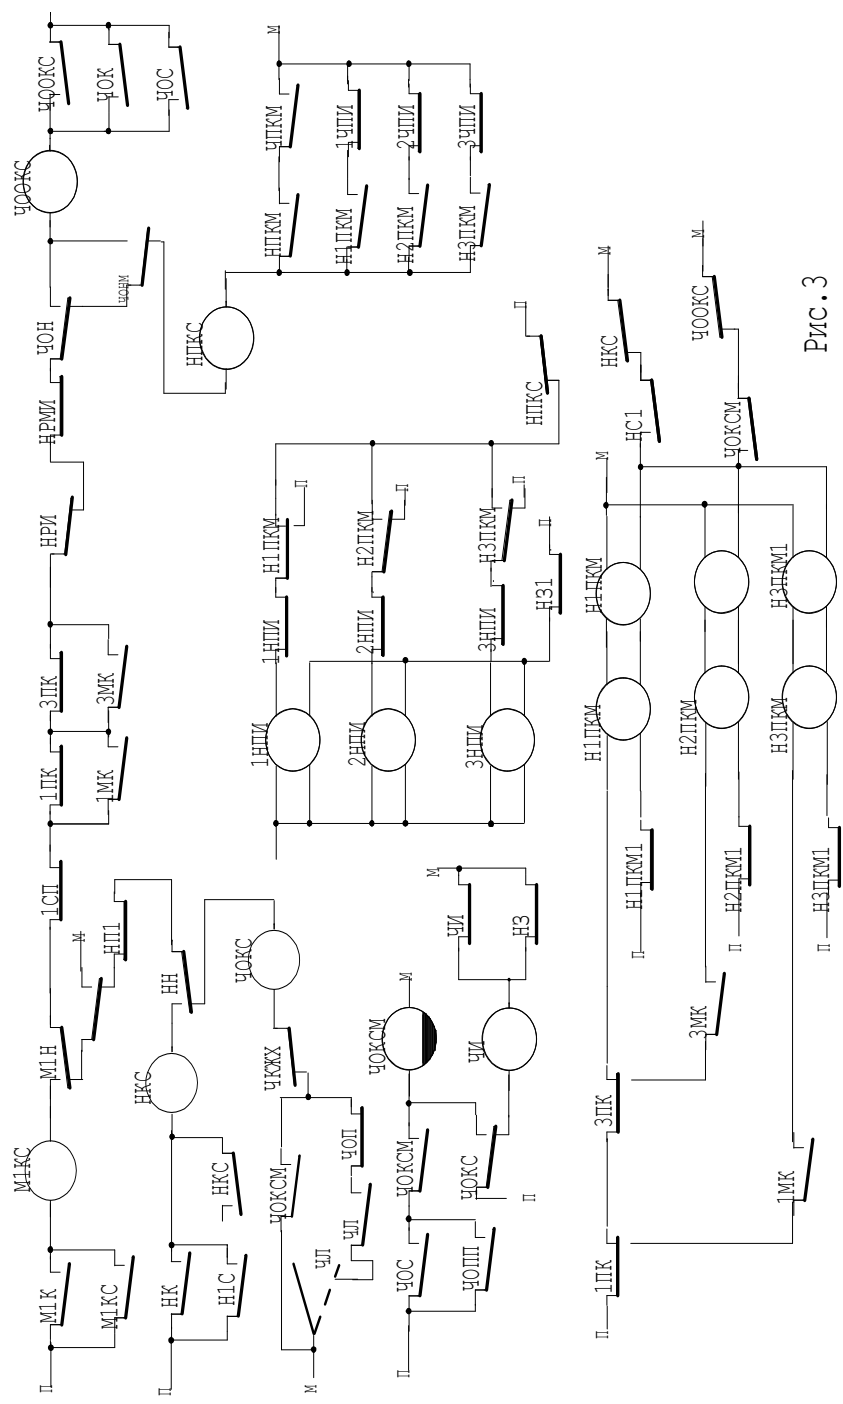 ЧООКС
ЧОК
ЧОС
ЧООКС
ЧОНМ
ЧОН
НРМИ
НРИ
3ПК
3МК
1ПК
1МК
1СП
М1Н
М
НП1
М1КС
М1К
М1КС
П
М
ЧПКМ
1ЧПИ
2ЧПИ
3ЧПИ
НПКМ
Н1ПКМ
Н2ПКМ
Н3ПКМ
НПКС
П
НПКС
Н1ПКМ
П
Н2ПКМ
П
Н3ПКМ
П
П
1НПИ
2НПИ
3НПИ
НЗ1
1НПИ
2НПИ
3НПИ
НН
НКС
НКС
НК
Н1С
П
ЧОКС
ЧКЖХ
ЧОКСМ
ЧОП
ЧЛ
ЧЛ
М
М
ЧИ
НЗ
М
ЧОКСМ
ЧИ
ЧОКСМ
ЧОКС
П
ЧОС
ЧОПП
П
М
М
НКС
ЧООКС
НС1
ЧОКСМ
М
Н1ПКМ
Н3ПКМ1
Н1ПКМ
Н2ПКМ
Н3ПКМ
Н1ПКМ1
Н2ПКМ1
Н3ПКМ1
П
П
П
3МК
3ПК
1МК
1ПК
П
Рис.3